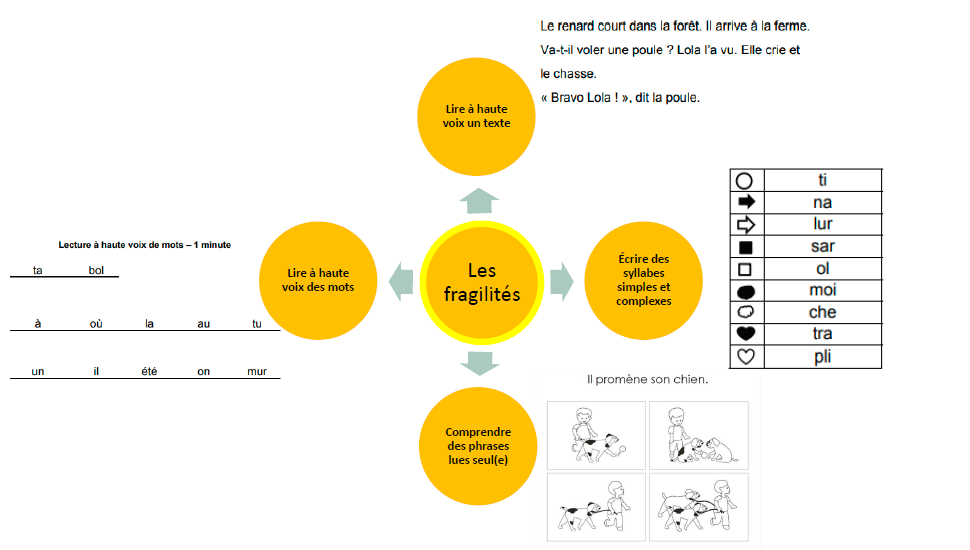 Le renard court dans la forêt. Il arrive à la ferme.
Va-t-il voler une poule ? Lola l'a vu. Elle crie et
le chasse.
« Bravo Lola ! », dit la poule.
Lire à haute
voix un texte
Lecture à haute voix de mots – 1 minute
ta bol
à où la au tu
un il été on mur
Lire à haute
voix des mots
Les
fragilités
Écrire des
syllabes
simples et
complexes
ti
na
lur
sar
ol
moi
che
tra
pli
Comprendre
des phrases
lues seul(e)
Il promène son chien.